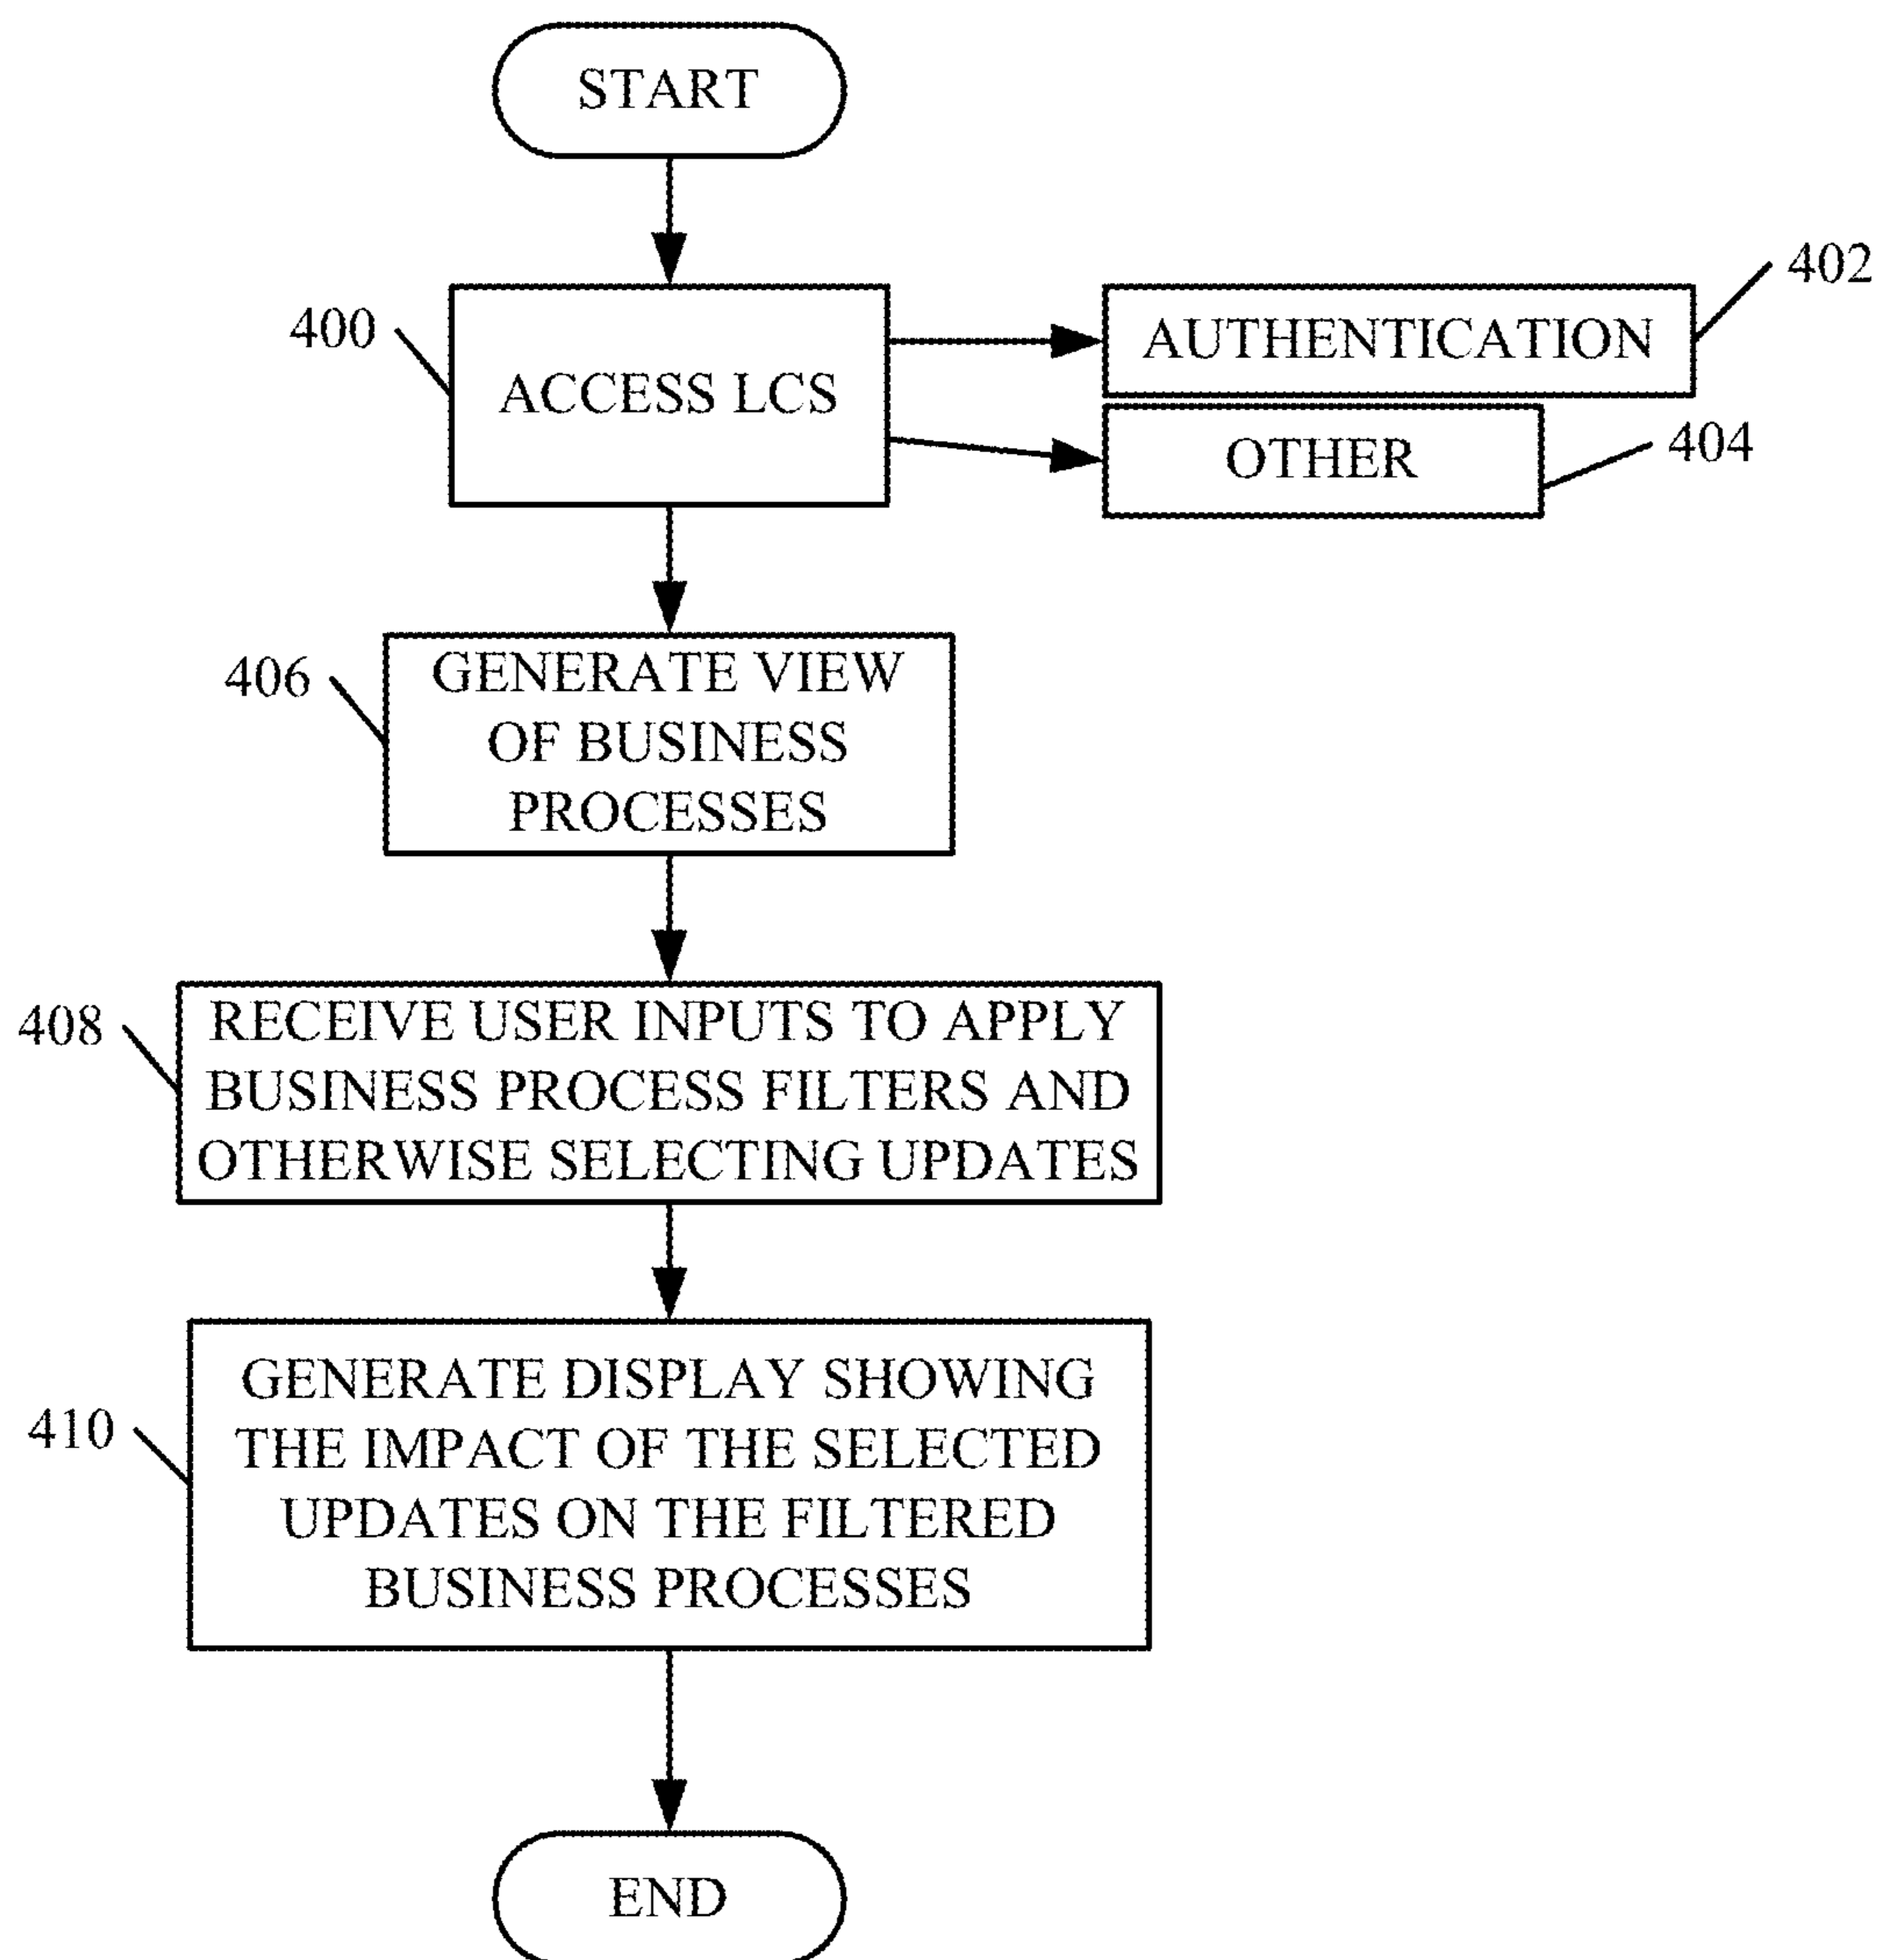 START
400
ACCESS LCS
AUTHENTICATION
402
OTHER
404
406
GENERATE VIEW
OF BUSINESS
PROCESSES
408
RECEIVE USER INPUTS TO APPLY
BUSINESS PROCESS FILTERS AND
OTHERWISE SELECTING UPDATES
410
GENERATE DISPLAY SHOWING
THE IMPACT OF THE SELECTED
UPDATES ON THE FILTERED
BUSINESS PROCESSES
END